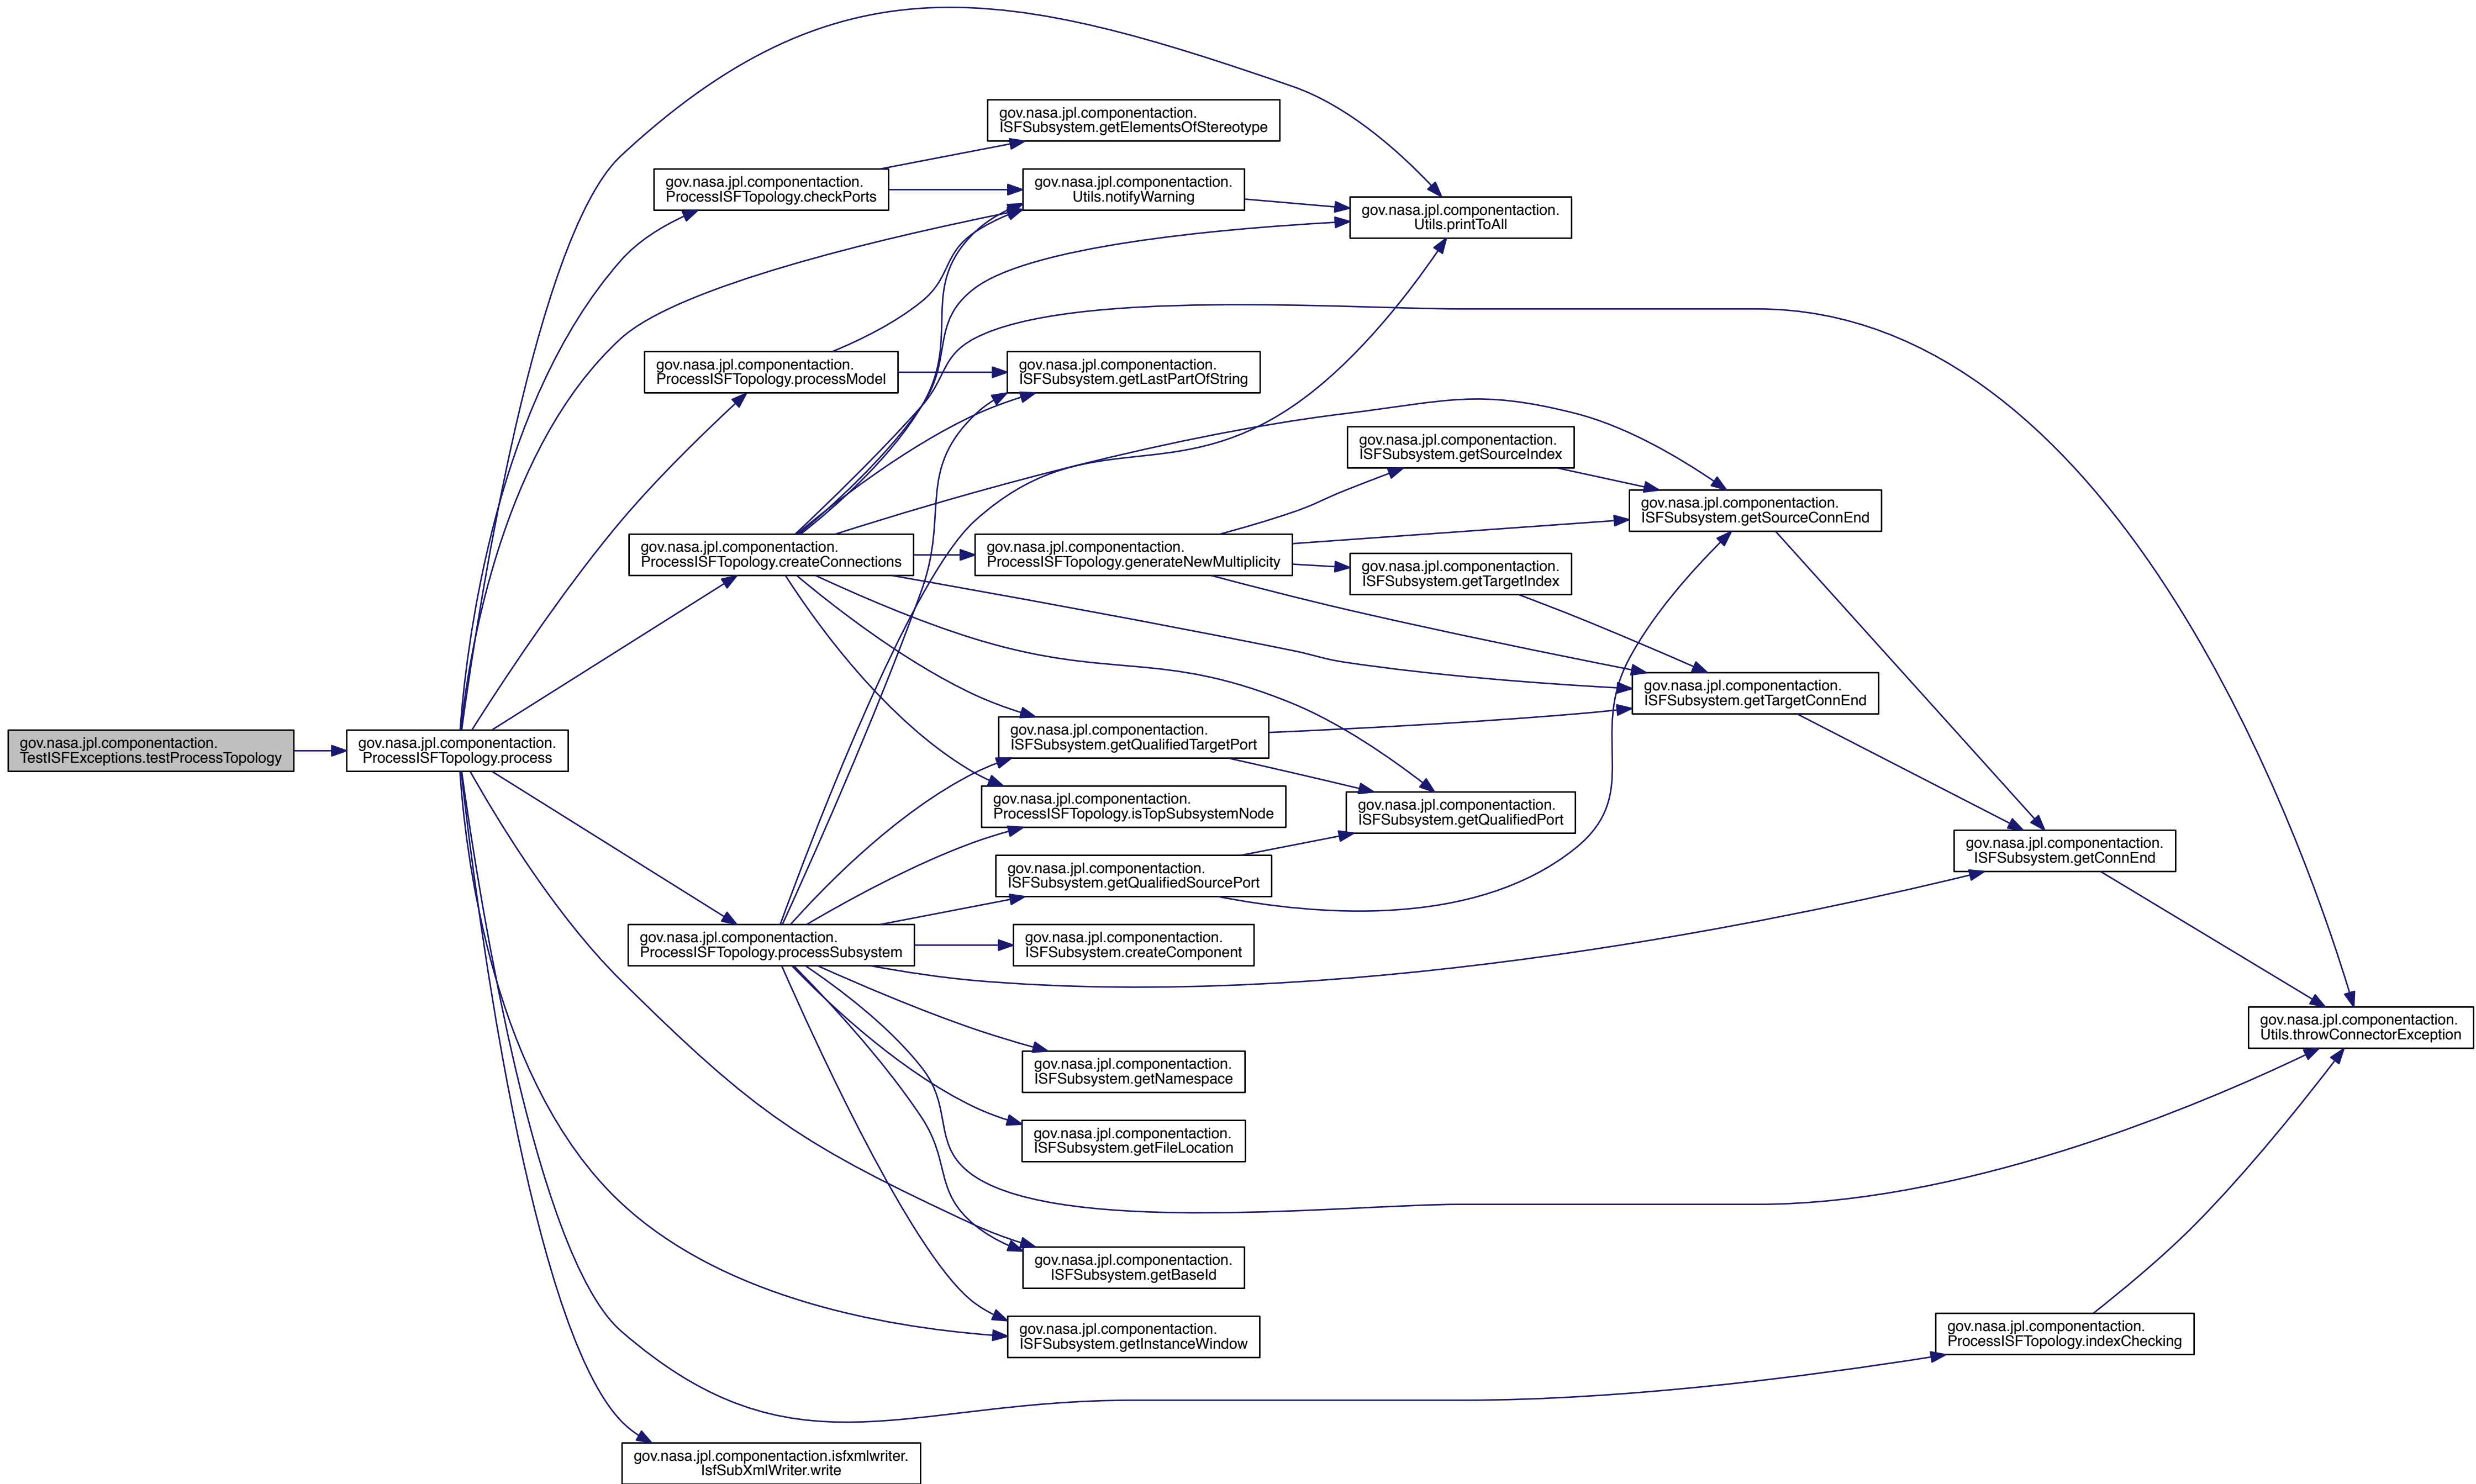 gov.nasa.jpl.componentaction.
TestISFExceptions.testProcessTopology
gov.nasa.jpl.componentaction.
ProcessISFTopology.process
gov.nasa.jpl.componentaction.
ProcessISFTopology.checkPorts
gov.nasa.jpl.componentaction.
ProcessISFTopology.processModel
gov.nasa.jpl.componentaction.
ProcessISFTopology.createConnections
gov.nasa.jpl.componentaction.
ProcessISFTopology.processSubsystem
gov.nasa.jpl.componentaction.isfxmlwriter.
IsfSubXmlWriter.write
gov.nasa.jpl.componentaction.
ISFSubsystem.getElementsOfStereotype
gov.nasa.jpl.componentaction.
Utils.notifyWarning
gov.nasa.jpl.componentaction.
ISFSubsystem.getLastPartOfString
gov.nasa.jpl.componentaction.
ProcessISFTopology.generateNewMultiplicity
gov.nasa.jpl.componentaction.
ISFSubsystem.getQualifiedTargetPort
gov.nasa.jpl.componentaction.
ProcessISFTopology.isTopSubsystemNode
gov.nasa.jpl.componentaction.
ISFSubsystem.getQualifiedSourcePort
gov.nasa.jpl.componentaction.
ISFSubsystem.createComponent
gov.nasa.jpl.componentaction.
ISFSubsystem.getNamespace
gov.nasa.jpl.componentaction.
ISFSubsystem.getFileLocation
gov.nasa.jpl.componentaction.
ISFSubsystem.getBaseId
gov.nasa.jpl.componentaction.
ISFSubsystem.getInstanceWindow
gov.nasa.jpl.componentaction.
Utils.printToAll
gov.nasa.jpl.componentaction.
ISFSubsystem.getSourceIndex
gov.nasa.jpl.componentaction.
ISFSubsystem.getTargetIndex
gov.nasa.jpl.componentaction.
ISFSubsystem.getQualifiedPort
gov.nasa.jpl.componentaction.
ISFSubsystem.getSourceConnEnd
gov.nasa.jpl.componentaction.
ISFSubsystem.getTargetConnEnd
gov.nasa.jpl.componentaction.
ISFSubsystem.getConnEnd
gov.nasa.jpl.componentaction.
ProcessISFTopology.indexChecking
gov.nasa.jpl.componentaction.
Utils.throwConnectorException